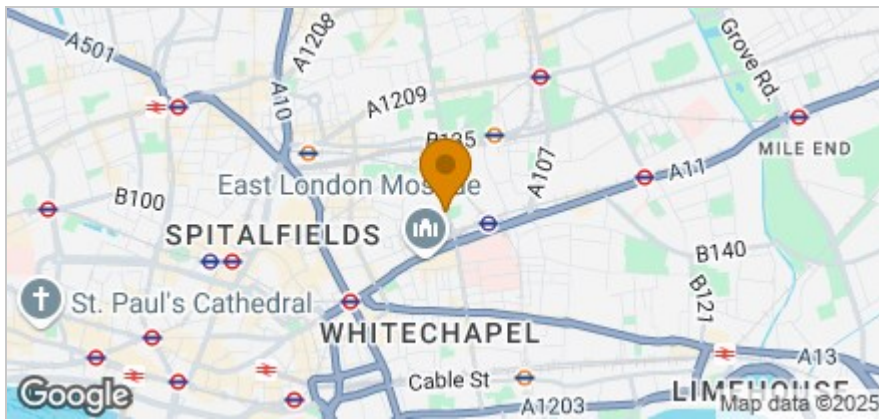 A501
A1208
A10
A1209
Grove Rd.
B135
MILE END
A107
A11
East London Mosque
B100
SPITALFIELDS
B140
B121
St. Paul's Cathedral
WHITECHAPEL
A13
Cable St
LIMEHOUSE
Google
A1203
Map data ©2025